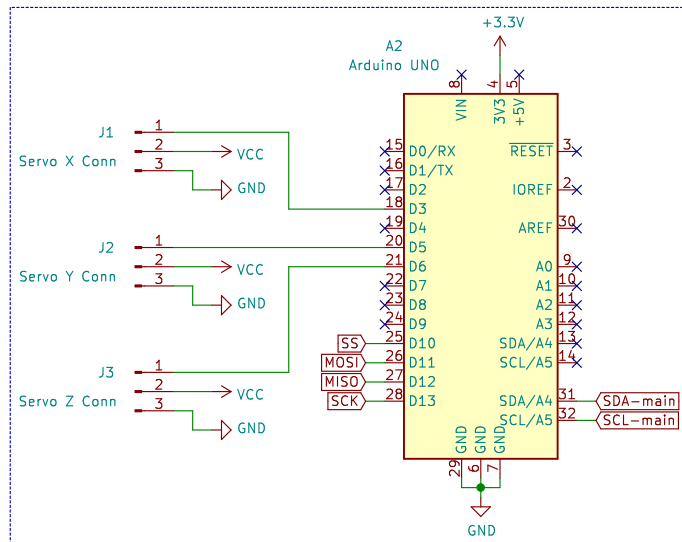 +3.3V
A2
Arduino UNO
8
4
5
VIN
3V3
+5V
J1
Servo X Conn
1
2
3
VCC
GND
J2
Servo Y Conn
1
2
3
VCC
GND
J3
Servo Z Conn
1
2
3
VCC
GND
15 D0/RX
16 D1/TX
17 D2
18 D3
19 D4
20 D5
21 D6
22 D7
23 D8
24 D9
SS 25 D10
MOSI 26 D11
MISO 27 D12
SCK 28 D13
RESET 3
IOREF 2
AREF 30
A0 9
A1 10
A2 11
A3 12
SDA/A4 13
SCL/A5 14
SDA/A4 31 SDA-main
SCL/A5 32 SCL-main
GND
GND
GND
29
6
7
GND